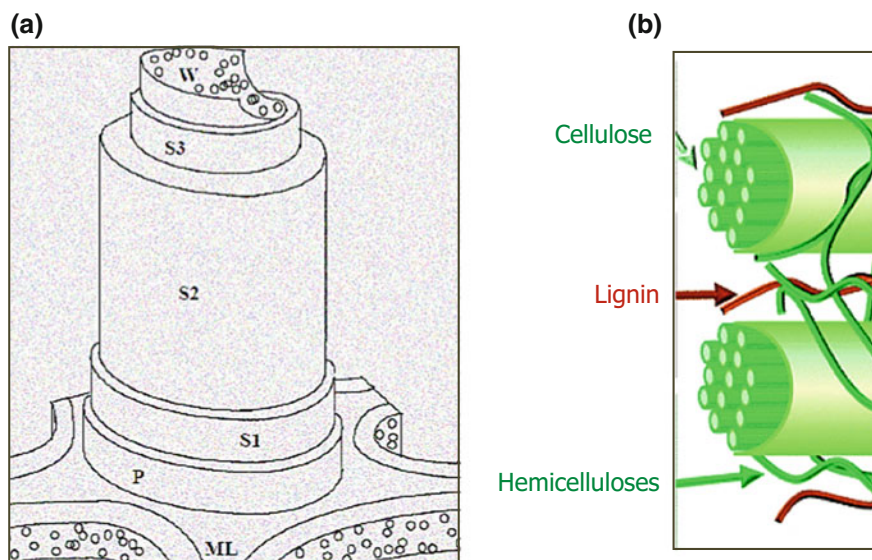 (a)
W
S3
S2
S1
P
ML
(b)
Cellulose
Lignin
Hemicelluloses